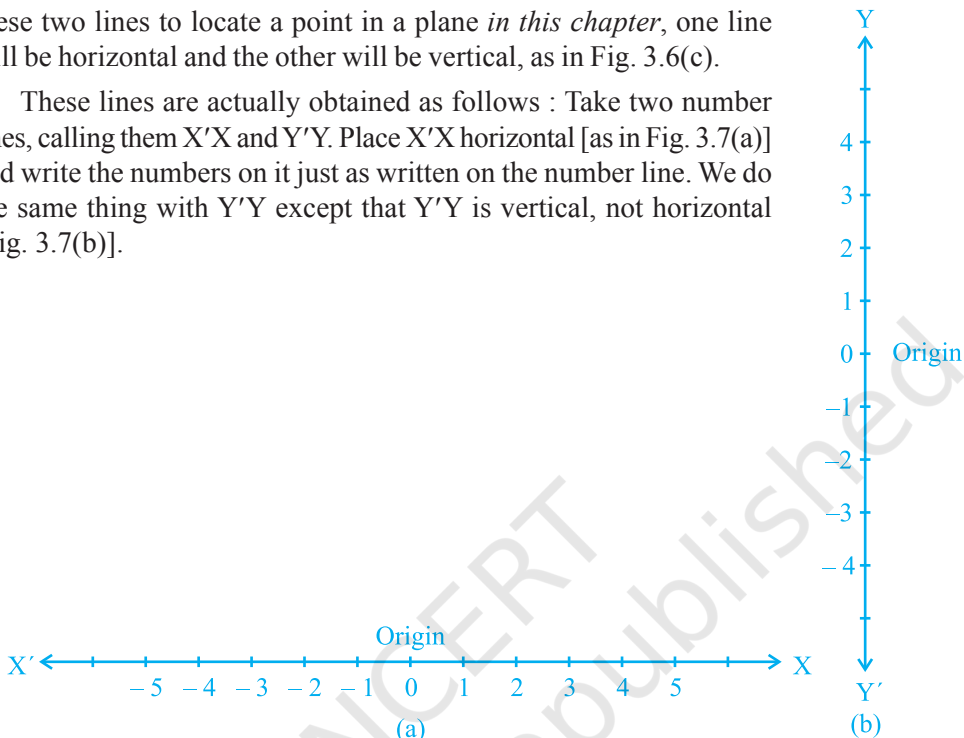 ese two lines to locate a point in a plane in this chapter, one line
ill be horizontal and the other will be vertical, as in Fig. 3.6(c).
These lines are actually obtained as follows : Take two number
nes, calling them X′X and Y′Y. Place X′X horizontal [as in Fig. 3.7(a)]
d write the numbers on it just as written on the number line. We do
e same thing with Y′Y except that Y′Y is vertical, not horizontal
ig. 3.7(b)].
Y
4
3
2
1
0 Origin
–1
–2
–3
– 4
Y′
(b)
Origin
X′ X
– 5 – 4 – 3 – 2 – 1 0 1 2 3 4 5
(a)
NCERT
republished